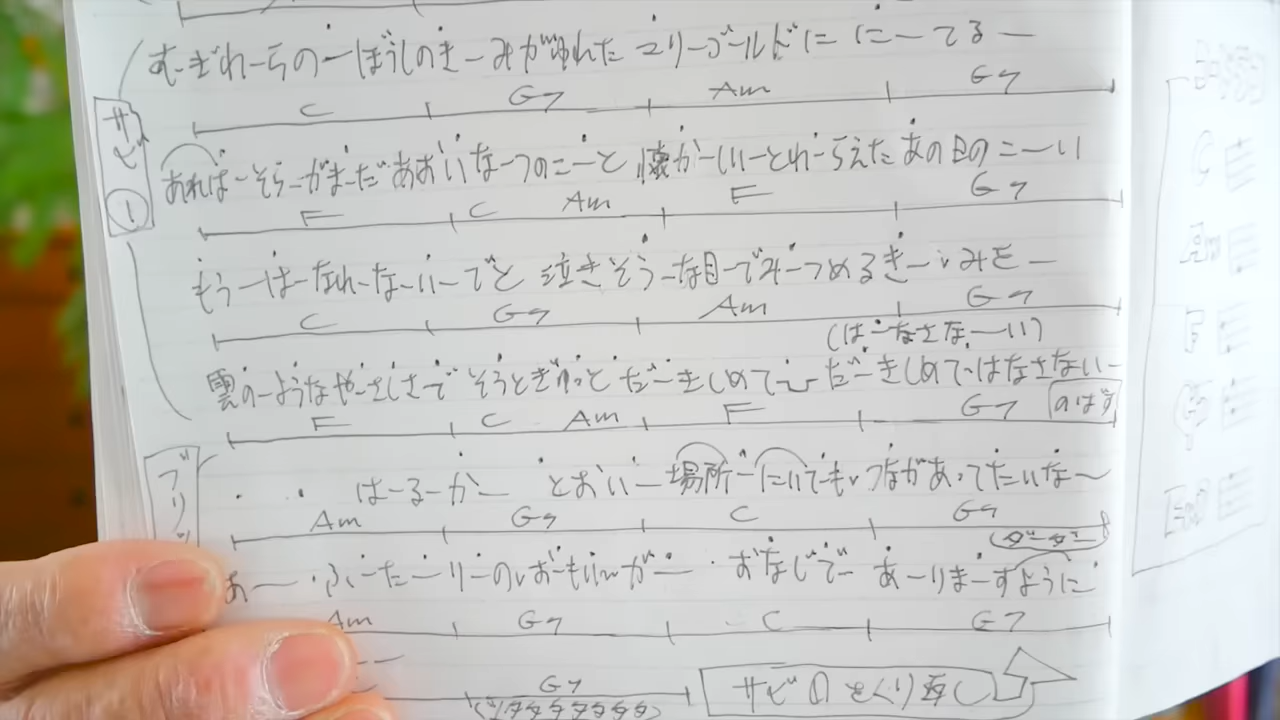 むーぎわーらのーぼうしのきーみがゆれた マリーゴールドに にーてるー
C G7 Am G7
サビ①
あればーそらーがまーだあおいなーつのこーと 懐かーしいーとわーらえた あの日のこーい
F C Am F G7
もうーはーなれーなーいーでと 泣きそうーな目ーでみーつめるきーいみをー
C G7 Am G7
(はーなさなーい)
雲のーようなやーさしさで そうとぎゅっと だーきしめてー だーきしめて、はなさないー
F C Am F G7 のばす
ブリッ
はーるーかー とおいー場所ーにいても つながあってたいなー
Am G7 C G7
(ダーダー)
あー ふーたーりーのおーもいーがー おなじでー あーりまーすように
Am G7 C G7
G7 サビ①をくり返し